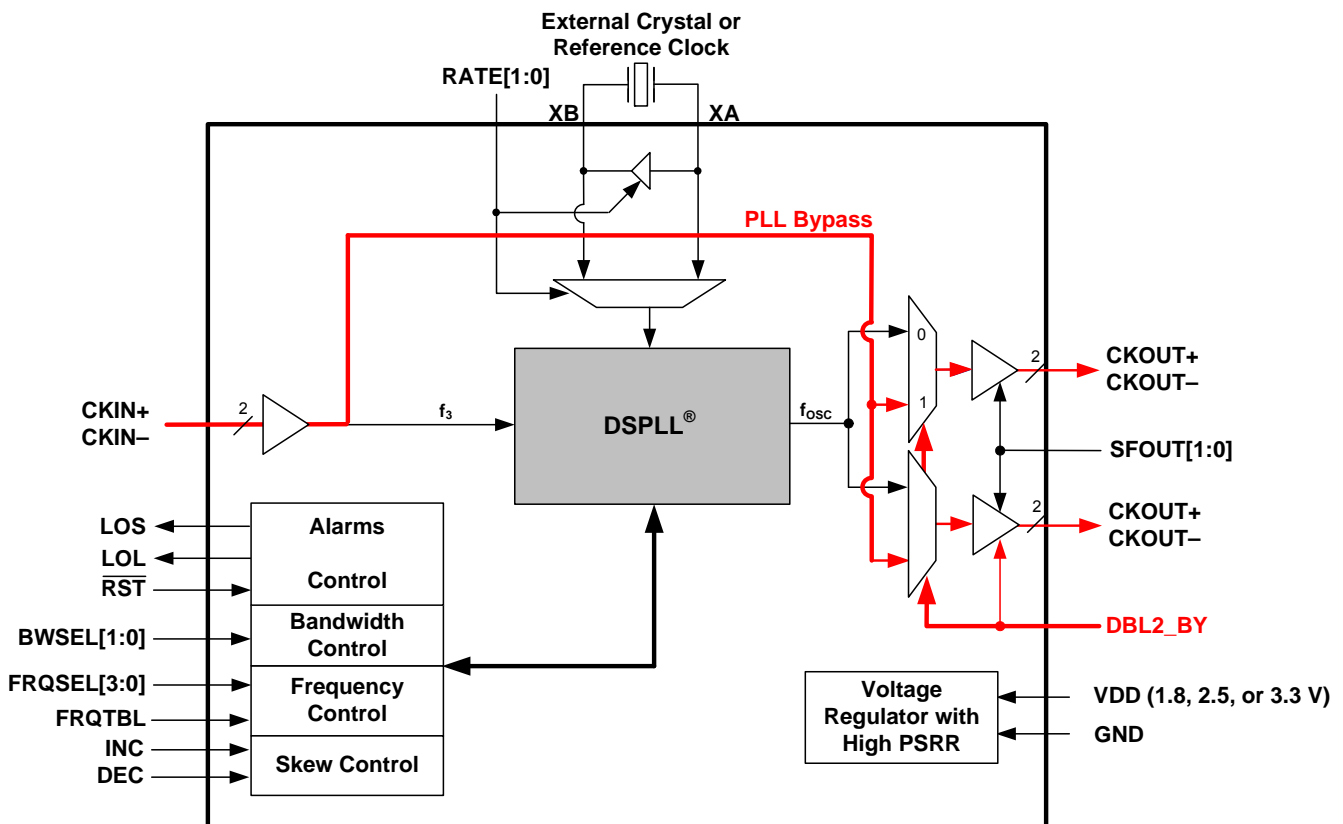 External Crystal or
Reference Clock
RATE[1:0]
XB
XA
PLL Bypass
CKIN+
CKIN–
2
f3
DSPLL®
fOSC
0
1
2
CKOUT+
CKOUT–
SFOUT[1:0]
2
CKOUT+
CKOUT–
DBL2_BY
LOS
LOL
RST
BWSEL[1:0]
FRQSEL[3:0]
FRQTBL
INC
DEC
Alarms
Control
Bandwidth
Control
Frequency
Control
Skew Control
Voltage
Regulator with
High PSRR
VDD (1.8, 2.5, or 3.3 V)
GND